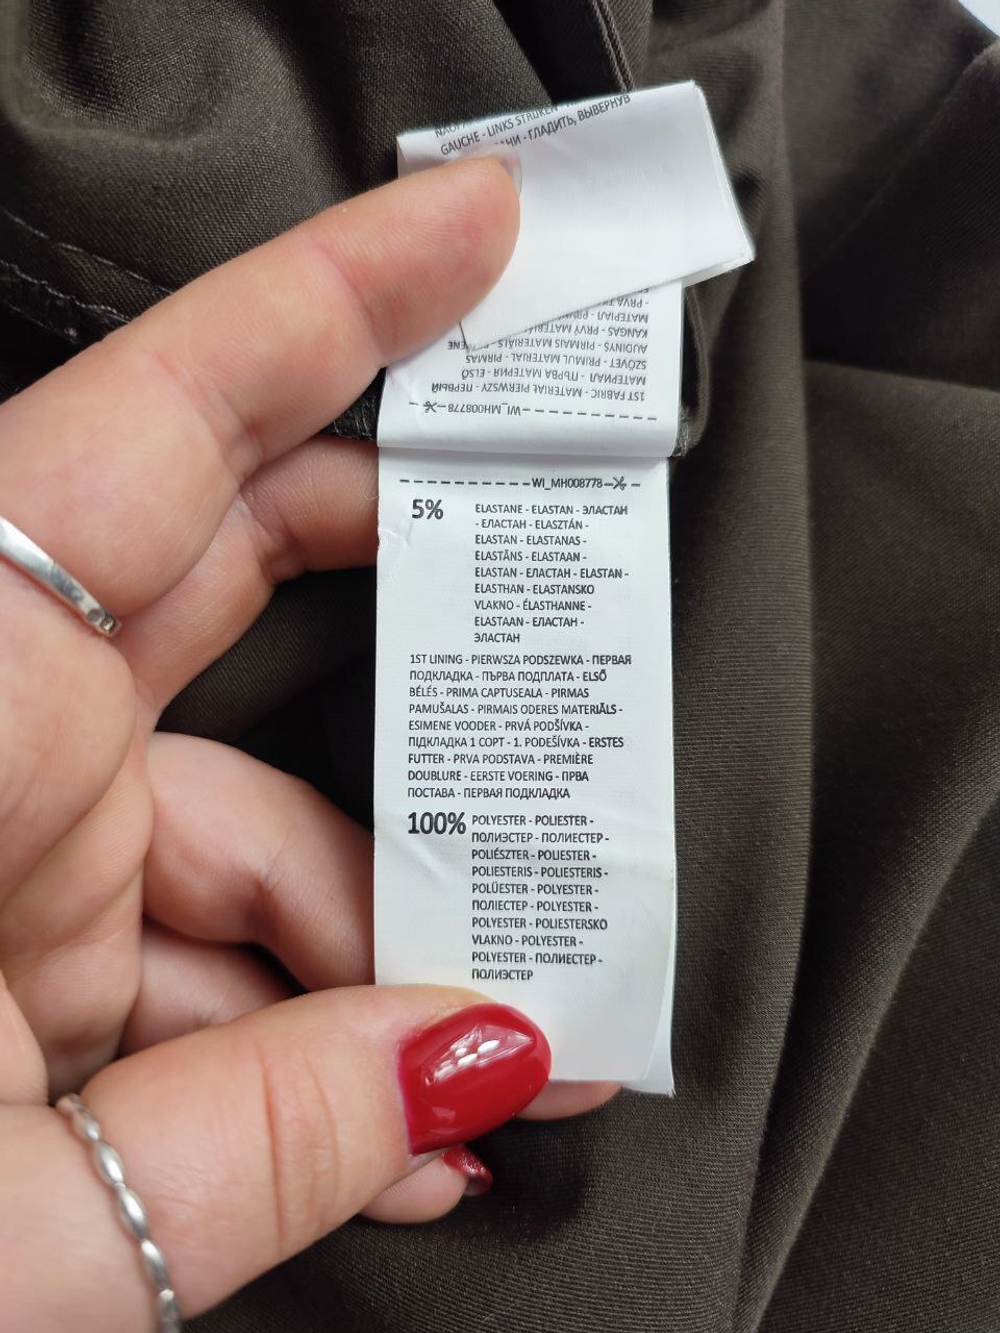 GAUCHE - LINKS STRIJKEN
- ГЛАДИТЬ, ВЫВЕРНУВ
- PRVA
МАТЕРІАЛ
KANGAS - PRVÝ MATERIÁL
AUDINYS - PIRMAIS MATERIĀLS
SZÖVET - PRIMUL MATERIAL - PIRMAS
МАТЕРИАЛ - ПЪРВА МАТЕРИЯ - ELSŐ
1ST FABRIC - MATERIAŁ PIERWSZY - ПЕРВЫЙ
WI_MH008778
WI_MH008778
5% ELASTANE - ELASTAN - ЭЛАСТАН
- ЕЛАСТАН - ELASZTÁN -
ELASTAN - ELASTANAS -
ELASTĀNS - ELASTAAN -
ELASTAN - ЕЛАСТАН - ELASTAN -
ELASTHAN - ELASTANSKO
VLAKNO - ÉLASTHANNE -
ELASTAAN - ЕЛАСТАН -
ЭЛАСТАН
1ST LINING - PIERWSZA PODSZEWKA - ПЕРВАЯ
ПОДКЛАДКА - ПЪРВА ПОДПЛАТА - ELSŐ
BÉLÉS - PRIMA CAPTUSEALA - PIRMAS
PAMUŠALAS - PIRMAIS ODERES MATERIĀLS -
ESIMENE VOODER - PRVÁ PODŠÍVKA -
ПІДКЛАДКА 1 СОРТ - 1. PODEŠÍVKA - ERSTES
FUTTER - PRVA PODSTAVA - PREMIÈRE
DOUBLURE - EERSTE VOERING - ПРВА
ПОСТАВА - ПЕРВАЯ ПОДКЛАДКА
100% POLYESTER - POLIESTER -
ПОЛИЭСТЕР - ПОЛИЕСТЕР -
POLIÉSZTER - POLIESTER -
POLIESTERIS - POLIESTERIS -
POLÜESTER - POLYESTER -
ПОЛІЕСТЕР - POLYESTER -
POLYESTER - POLIESTERSKO
VLAKNO - POLYESTER -
POLYESTER - ПОЛИЕСТЕР -
ПОЛИЭСТЕР